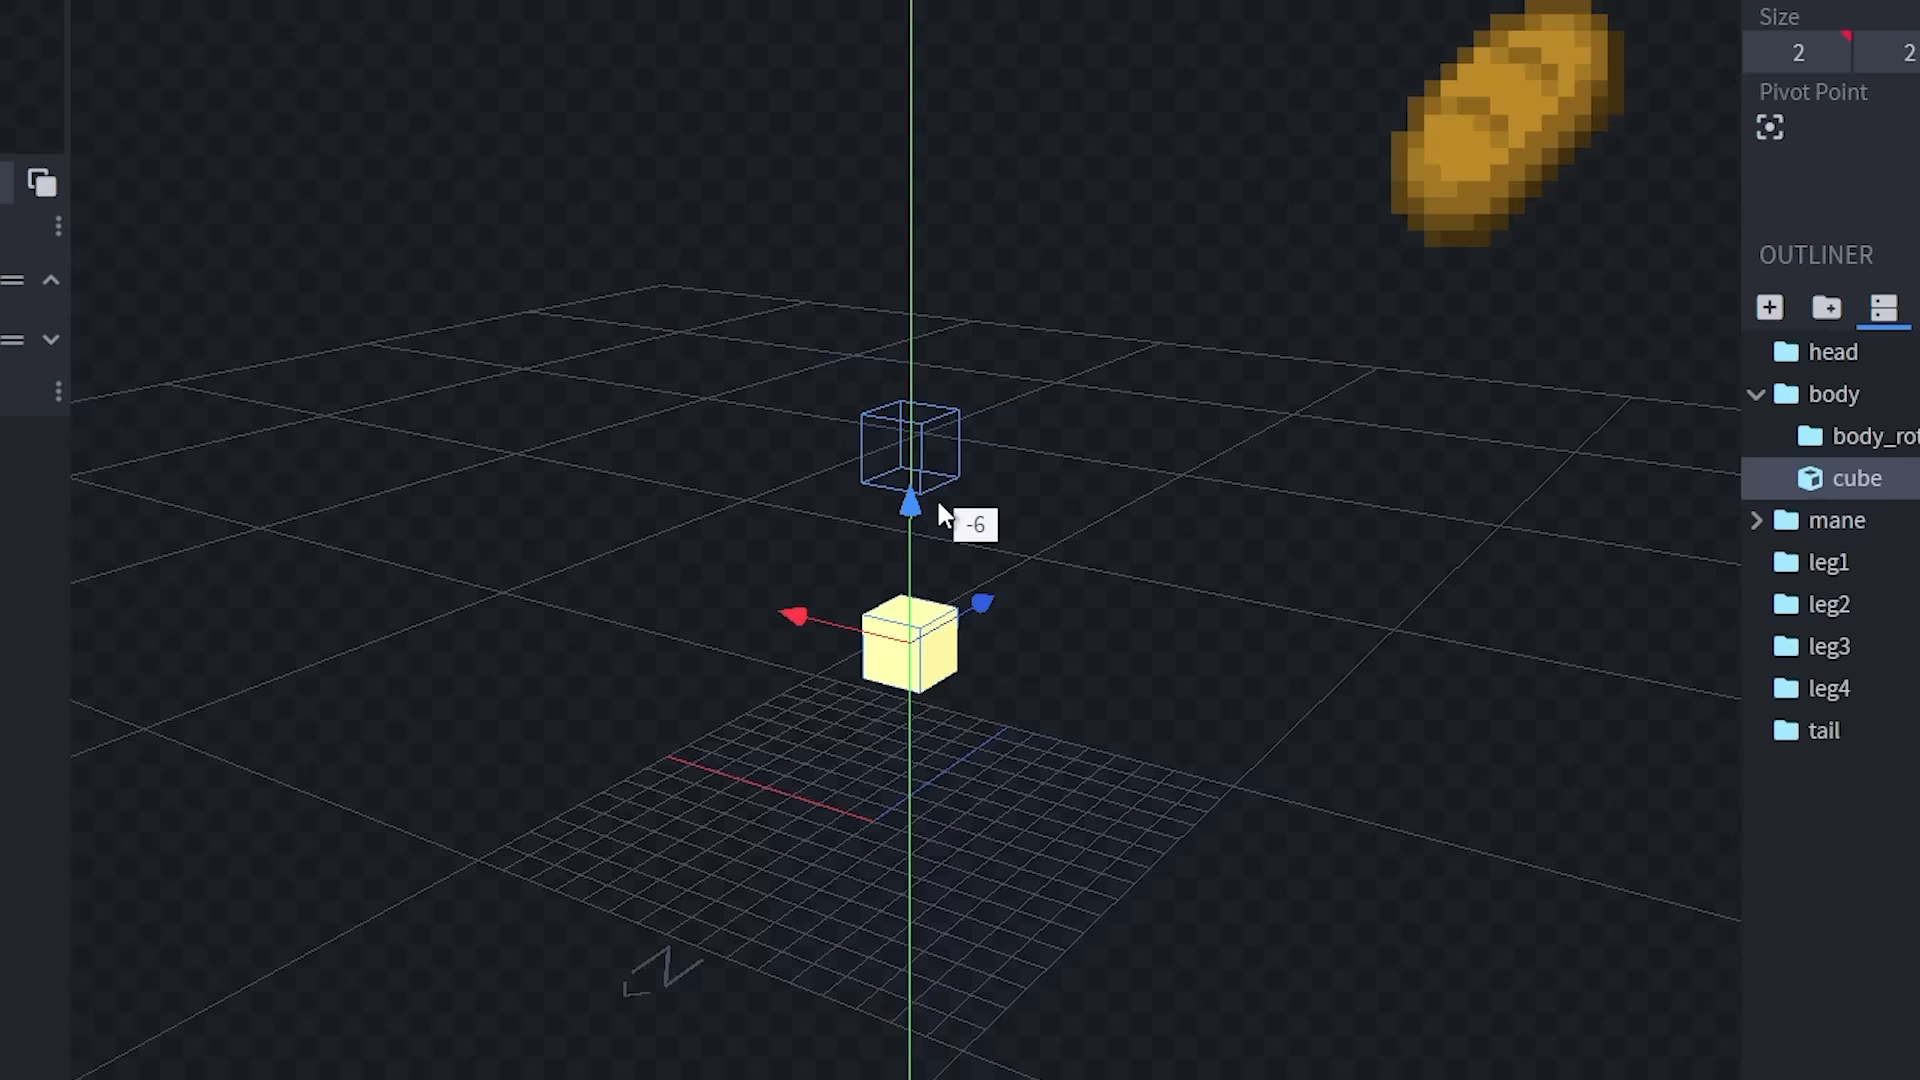 Size
2 2
Pivot Point
OUTLINER
head
body
body_rot
cube
-6
mane
leg1
leg2
leg3
leg4
tail
N